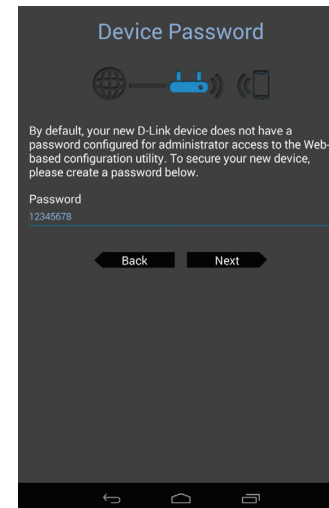 Device Password
By default, your new D-Link device does not have a
password configured for administrator access to the Web-
based configuration utility. To secure your new device,
please create a password below.
Password
12345678
Back Next